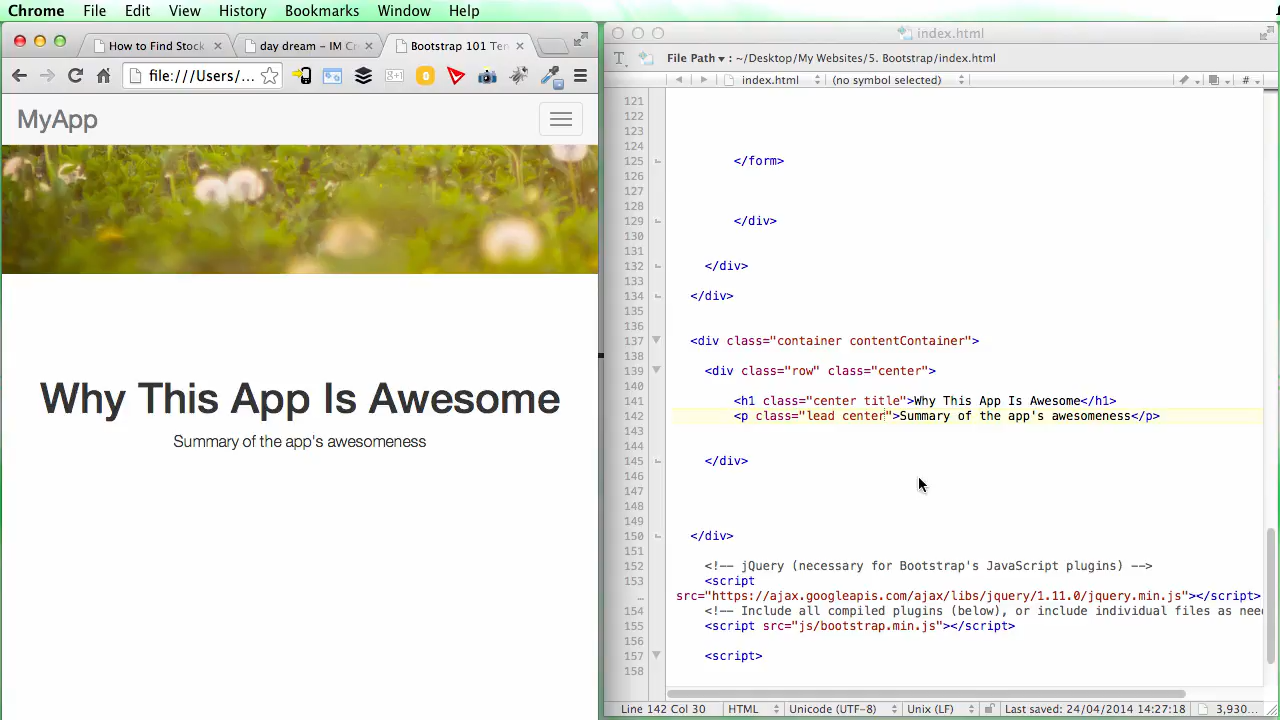 Chrome File Edit View History Bookmarks Window Help
How to Find Stoc
day dream – IM C
Bootstrap 101 Te
file:///Users/...
MyApp
Why This App Is Awesome
Summary of the app's awesomeness
index.html
File Path ▾ : ~/Desktop/My Websites/5. Bootstrap/index.html
index.html (no symbol selected)
121
122
123
124
125 </form>
126
127
128
129 </div>
130
131
132 </div>
133
134 </div>
135
136
137 <div class="container contentContainer">
138
139 <div class="row" class="center">
140
141 <h1 class="center title">Why This App Is Awesome</h1>
142 <p class="lead center">Summary of the app's awesomeness</p>
143
144
145 </div>
146
147
148
149
150 </div>
151
152 <!-- jQuery (necessary for Bootstrap's JavaScript plugins) -->
153 <script
… src="https://ajax.googleapis.com/ajax/libs/jquery/1.11.0/jquery.min.js"></script>
154 <!-- Include all compiled plugins (below), or include individual files as nee
155 <script src="js/bootstrap.min.js"></script>
156
157 <script>
158
Line 142 Col 30 HTML Unicode (UTF-8) Unix (LF) Last saved: 24/04/2014 14:27:18 3,930...